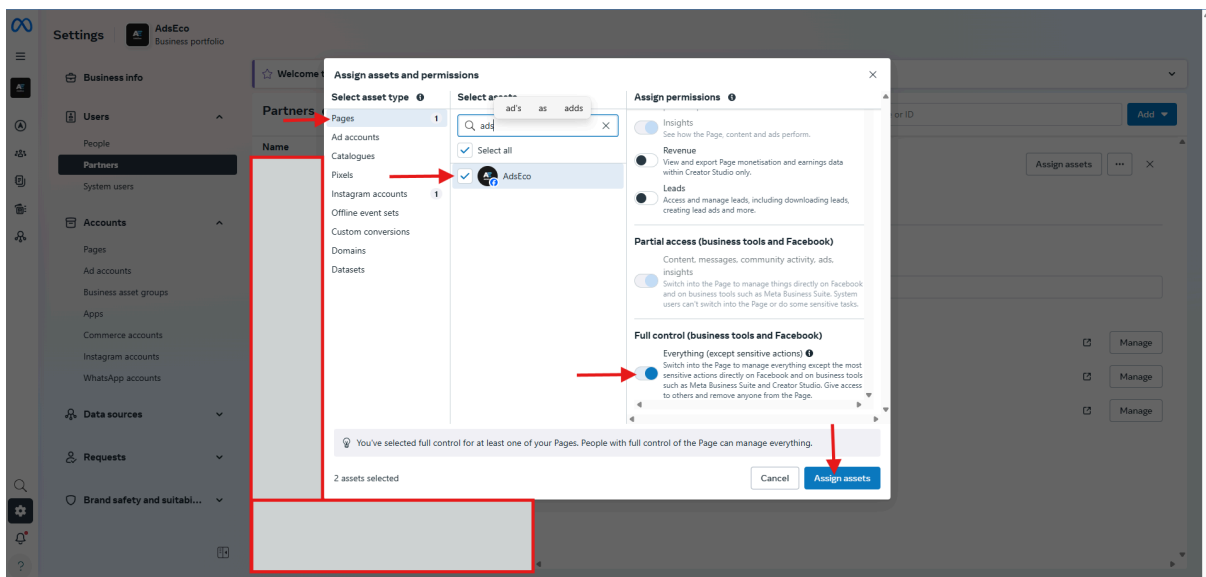 Settings
AdsEco
Business portfolio
Business info
Users
People
Partners
System users
Accounts
Pages
Ad accounts
Business asset groups
Apps
Commerce accounts
Instagram accounts
WhatsApp accounts
Data sources
Requests
Brand safety and suitabi...
Welcome t
Partners
Name
or ID
Add
Assign assets
Manage
Manage
Manage
Assign assets and permissions
Select asset type
Pages 1
Ad accounts
Catalogues
Pixels
Instagram accounts 1
Offline event sets
Custom conversions
Domains
Datasets
Select assets
ad's as adds
ads
Select all
AdsEco
Assign permissions
Insights
See how the Page, content and ads perform.
Revenue
View and export Page monetisation and earnings data
within Creator Studio only.
Leads
Access and manage leads, including downloading leads,
creating lead ads and more.
Partial access (business tools and Facebook)
Content, messages, community activity, ads,
insights
Switch into the Page to manage things directly on Facebook
and on business tools such as Meta Business Suite. System
users can't switch into the Page or do some sensitive tasks.
Full control (business tools and Facebook)
Everything (except sensitive actions)
Switch into the Page to manage everything except the most
sensitive actions directly on Facebook and on business tools
such as Meta Business Suite and Creator Studio. Give access
to others and remove anyone from the Page.
You've selected full control for at least one of your Pages. People with full control of the Page can manage everything.
2 assets selected
Cancel
Assign assets